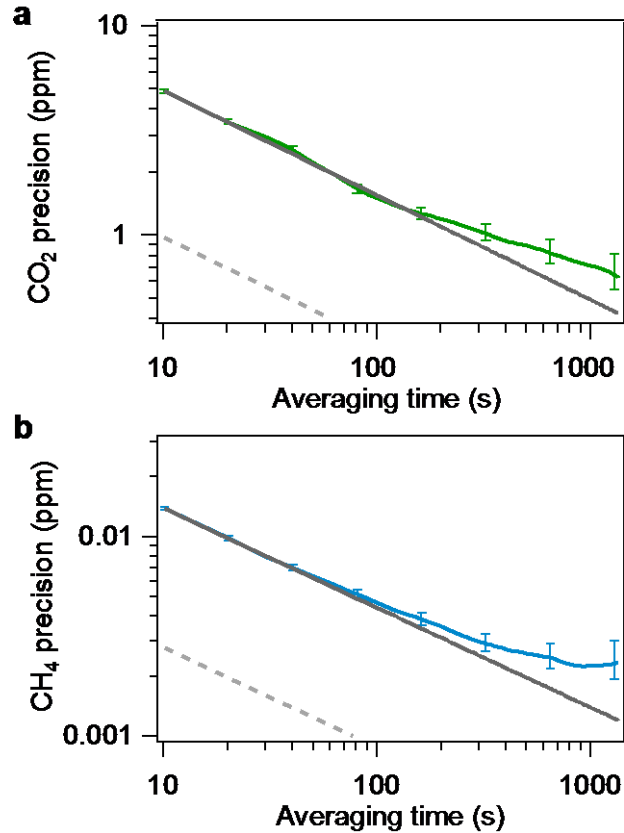 a
10
1
CO2 precision (ppm)
10
100
1000
Averaging time (s)
b
0.01
0.001
CH4 precision (ppm)
10
100
1000
Averaging time (s)